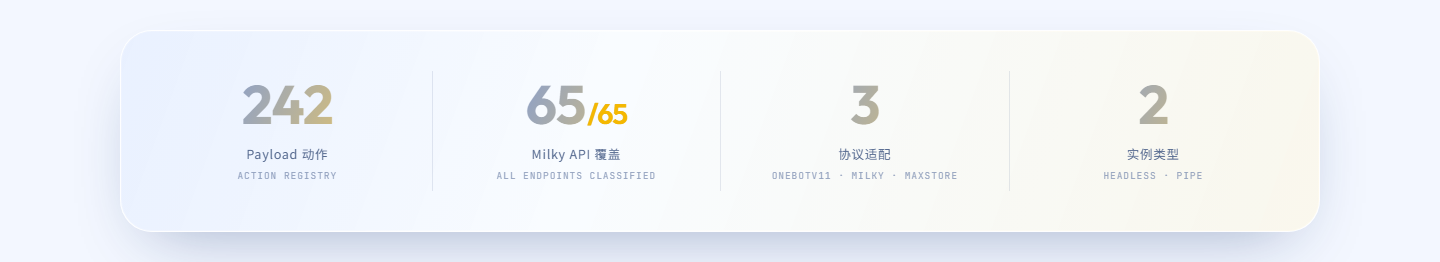 242
Payload 动作
ACTION REGISTRY
65/65
Milky API 覆盖
ALL ENDPOINTS CLASSIFIED
3
协议适配
ONEBOTV11 · MILKY · MAXSTORE
2
实例类型
HEADLESS · PIPE